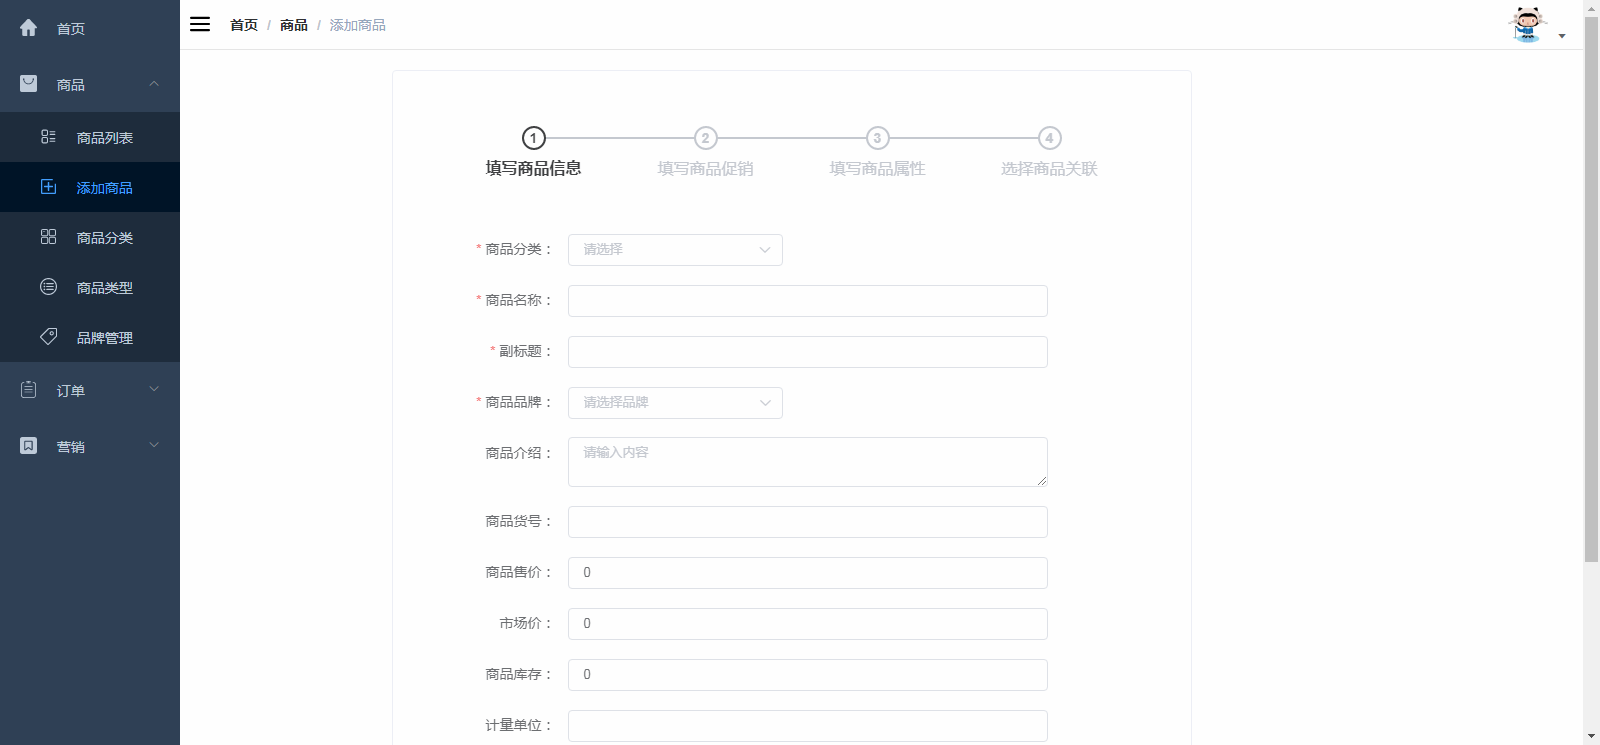 首页
商品
商品列表
添加商品
商品分类
商品类型
品牌管理
订单
营销
首页 / 商品 / 添加商品
1 2 3 4
填写商品信息 填写商品促销 填写商品属性 选择商品关联
* 商品分类： 请选择
* 商品名称：
* 副标题：
* 商品品牌： 请选择品牌
商品介绍： 请输入内容
商品货号：
商品售价： 0
市场价： 0
商品库存： 0
计量单位：